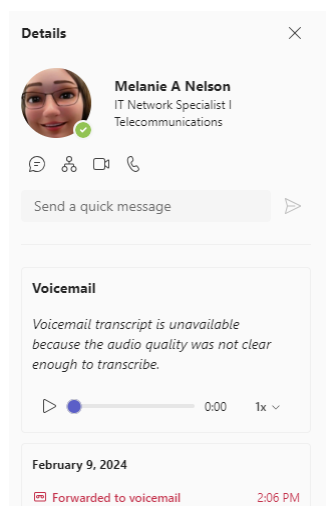 Details
Melanie A Nelson
IT Network Specialist I
Telecommunications
Send a quick message
Voicemail
Voicemail transcript is unavailable
because the audio quality was not clear
enough to transcribe.
0:00 1x
February 9, 2024
Forwarded to voicemail 2:06 PM